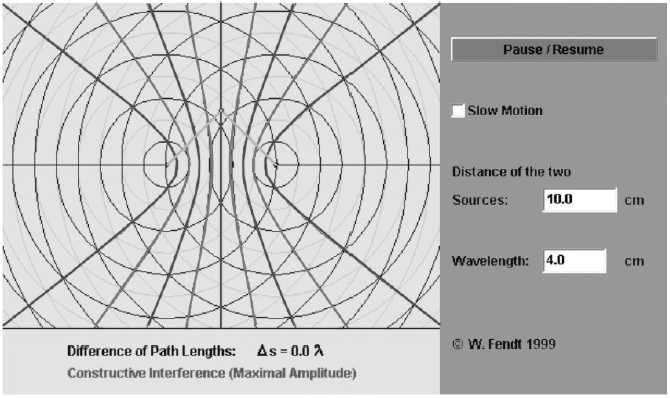 Pause / Resume
Slow Motion
Distance of the two
Sources: 10.0 cm
Wavelength: 4.0 cm
© W. Fendt 1999
Difference of Path Lengths: Δ s = 0.0 λ
Constructive Interference (Maximal Amplitude)